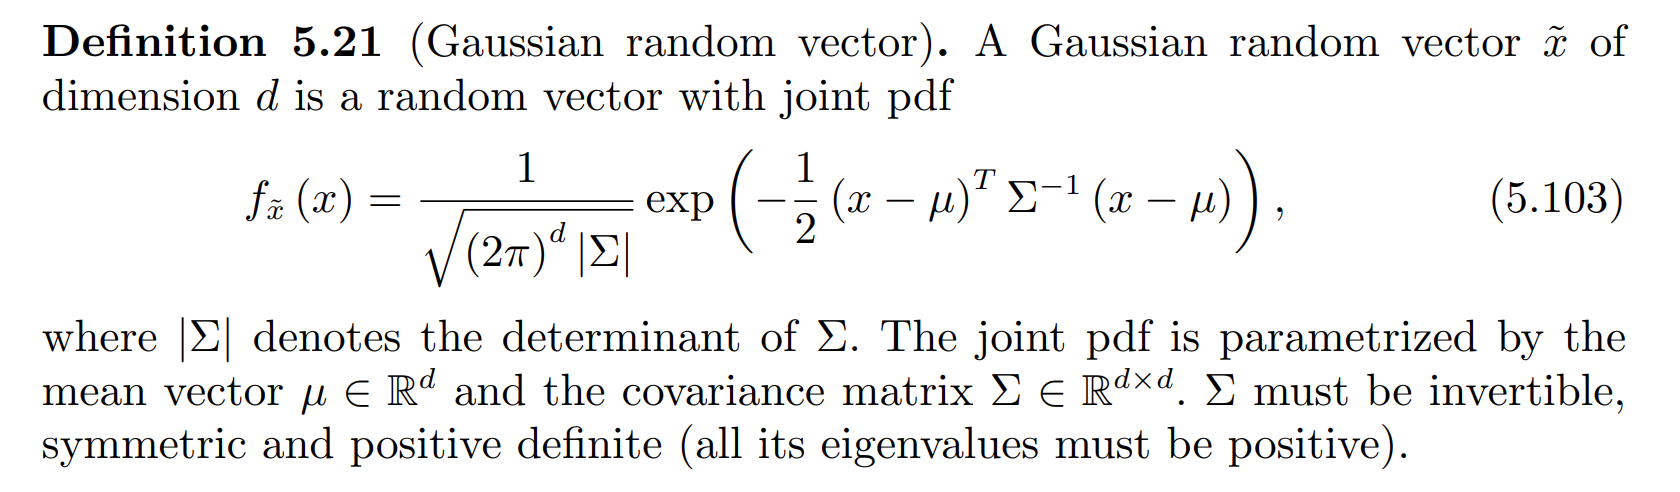 Definition 5.21 (Gaussian random vector). A Gaussian random vector x̃ of
dimension d is a random vector with joint pdf
f_x̃ (x) = 1 / √((2π)^d |Σ|) exp ( −1/2 (x − μ)^T Σ^−1 (x − μ) ) , (5.103)
where |Σ| denotes the determinant of Σ. The joint pdf is parametrized by the
mean vector μ ∈ ℝ^d and the covariance matrix Σ ∈ ℝ^d×d. Σ must be invertible,
symmetric and positive definite (all its eigenvalues must be positive).